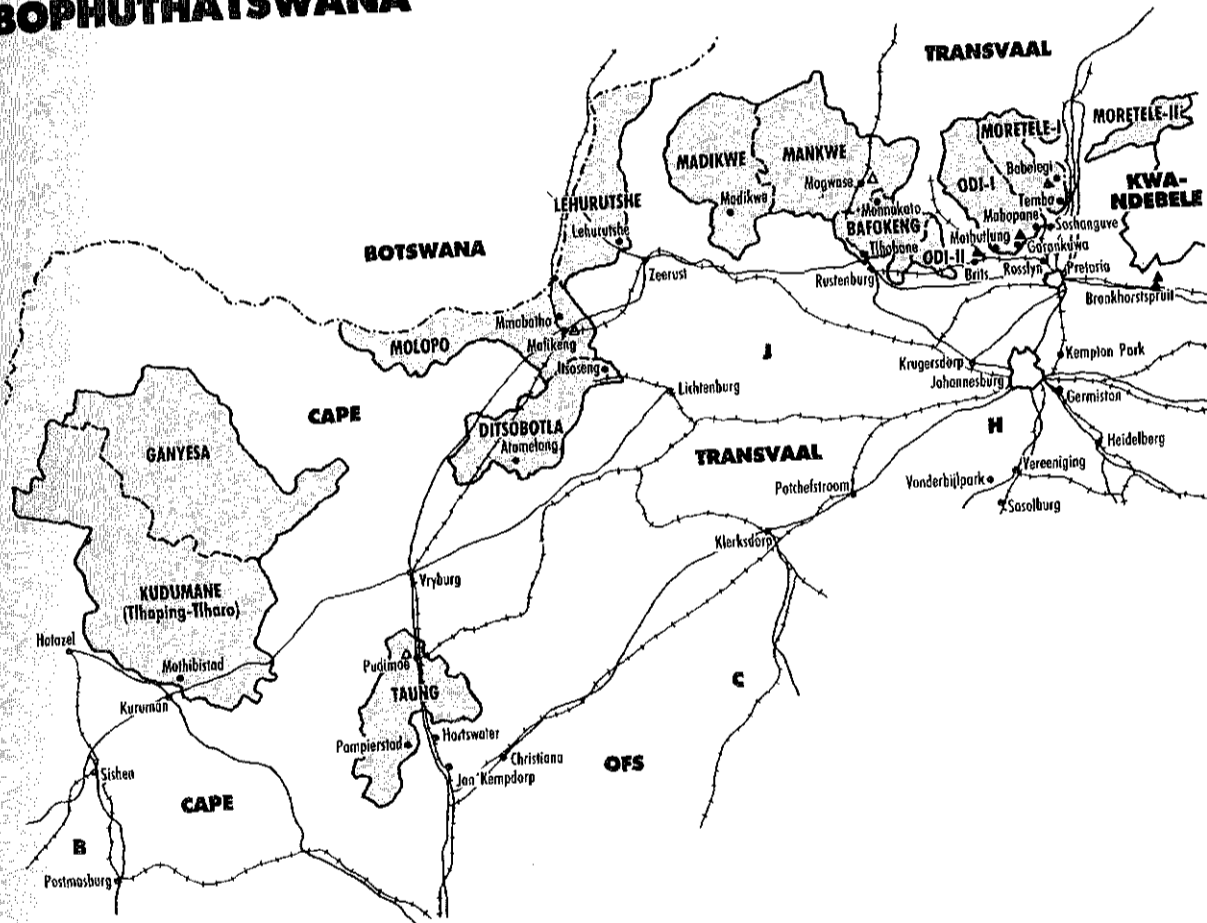 BOPHUTHATSWANA
TRANSVAAL
MORETELE-I
MORETELE-II
MADIKWE
MANKWE
Babelegi
ODI-I
KWA-
NDEBELE
Mogwase
Madikwe
Temba
LEHURUTSHE
Monnakato
Mabopane
Soshanguve
BAFOKENG
Mothutlung
Lehurutshe
Tlhabane
Garankuwa
BOTSWANA
ODI-II
Zeerust
Rustenburg
Brits
Rosslyn
Pretoria
Bronkhorstspruit
Mmabatho
Mafikeng
MOLOPO
J
Kempton Park
Itsoseng
Krugersdorp
Johannesburg
Lichtenburg
Germiston
CAPE
DITSOBOTLA
H
Heidelberg
GANYESA
Atamelang
TRANSVAAL
Vereeniging
Vanderbijlpark
Potchefstroom
Sasolburg
Klerksdorp
Vryburg
KUDUMANE
(Tlhaping-Tlharo)
Hotazel
Mothibistad
Pudimoe
C
TAUNG
Kuruman
Hartswater
Pampierstad
Christiana
OFS
Jan Kempdorp
Sishen
CAPE
B
Postmasburg